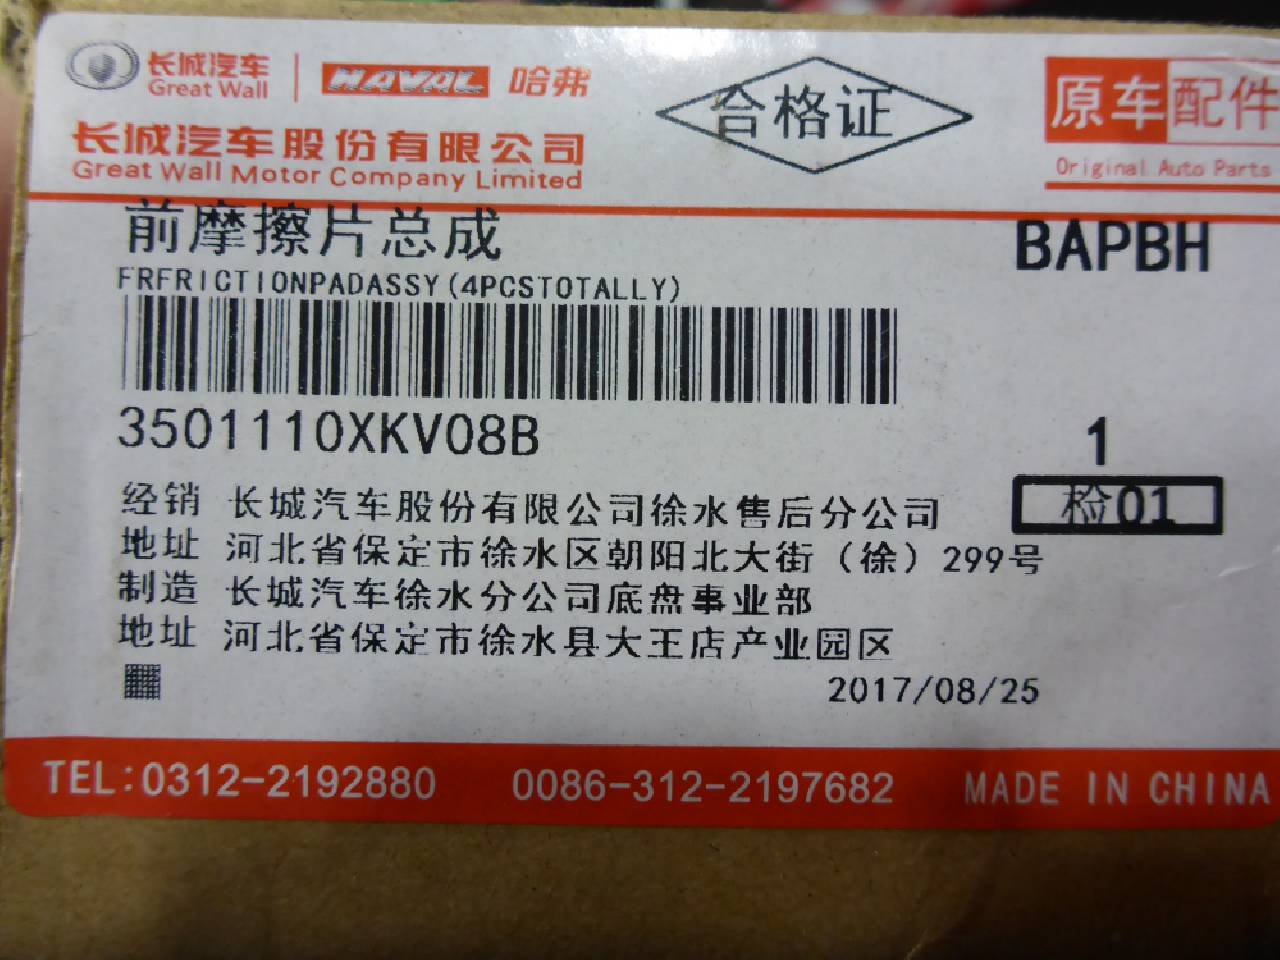 长城汽车 HAVAL 哈弗
Great Wall
长城汽车股份有限公司
Great Wall Motor Company Limited
合格证
原车配件
Original Auto Parts
前摩擦片总成
BAPBH
FRFRICTIONPADASSY(4PCSTOTALLY)
3501110XKV08B
1
检01
经销 长城汽车股份有限公司徐水售后分公司
地址 河北省保定市徐水区朝阳北大街（徐）299号
制造 长城汽车徐水分公司底盘事业部
地址 河北省保定市徐水县大王店产业园区
2017/08/25
TEL:0312-2192880 0086-312-2197682 MADE IN CHINA